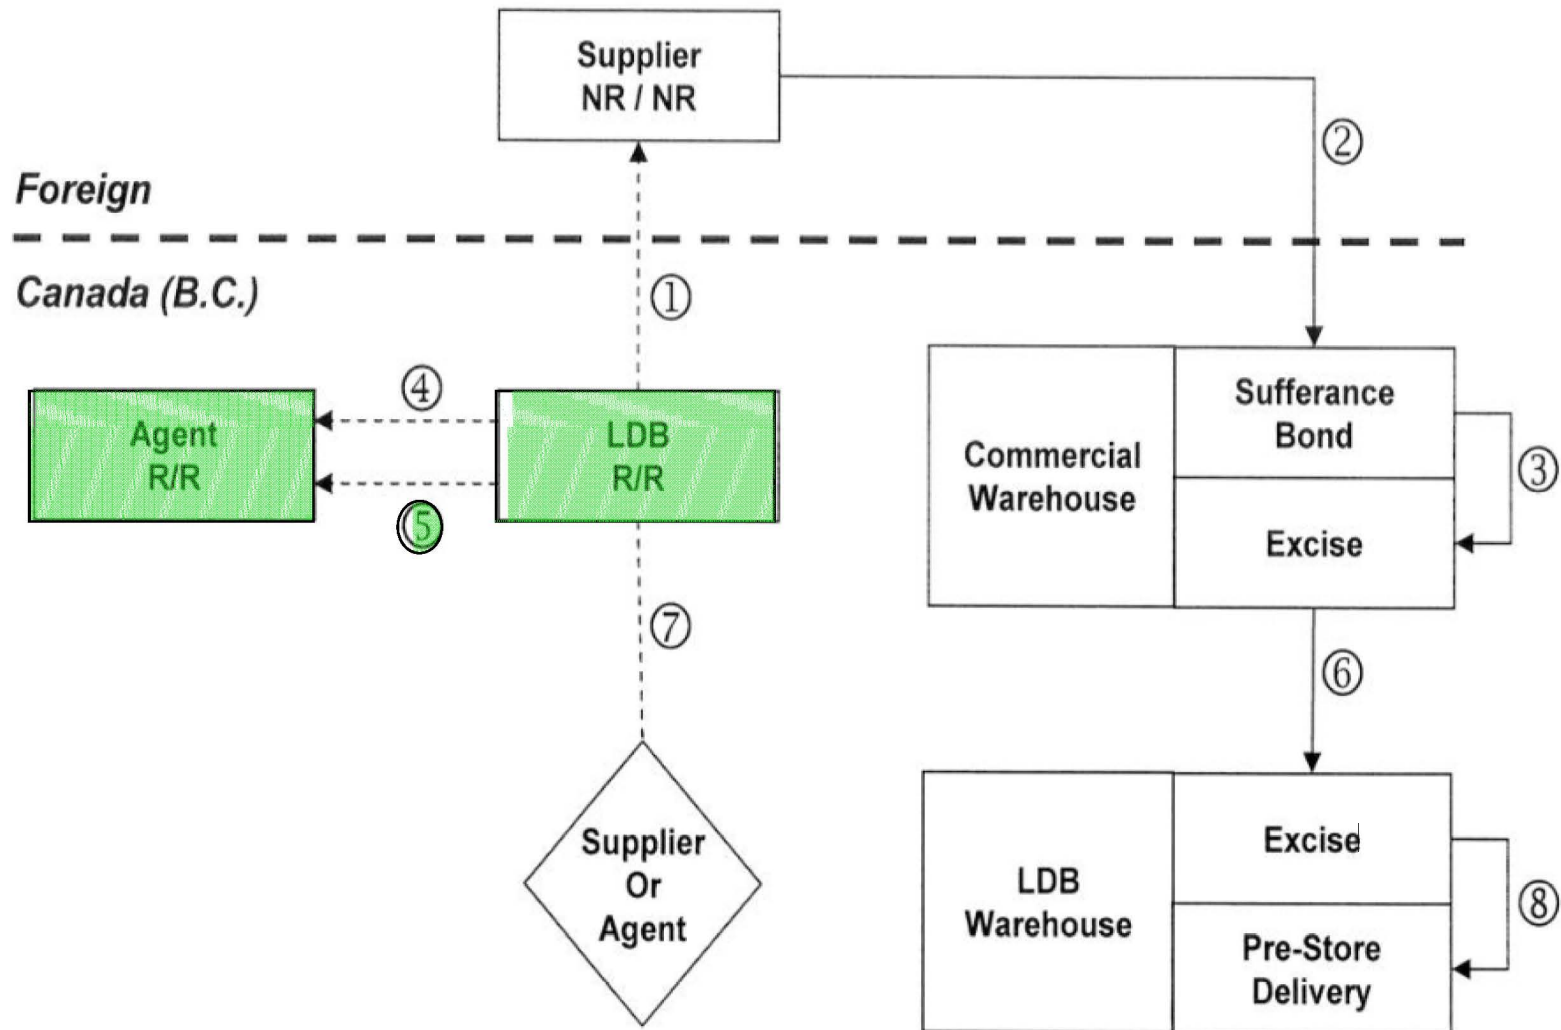 Supplier
NR / NR
②
Foreign
Canada (B.C.)
①
④
Agent
R/R
LDB
R/R
⑤
Sufferance
Bond
Commercial
Warehouse
③
Excise
⑦
⑥
Supplier
Or
Agent
Excise
LDB
Warehouse
⑧
Pre-Store
Delivery